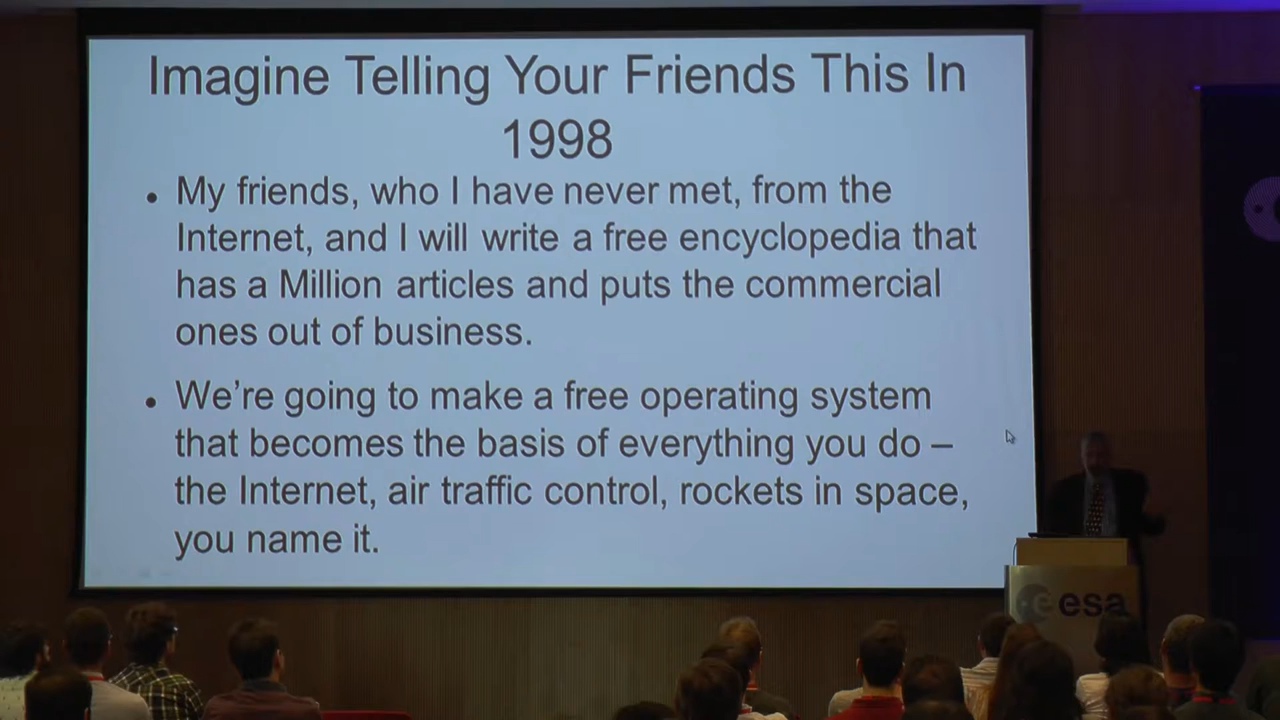 Imagine Telling Your Friends This In
1998
• My friends, who I have never met, from the
Internet, and I will write a free encyclopedia that
has a Million articles and puts the commercial
ones out of business.
• We’re going to make a free operating system
that becomes the basis of everything you do –
the Internet, air traffic control, rockets in space,
you name it.
esa